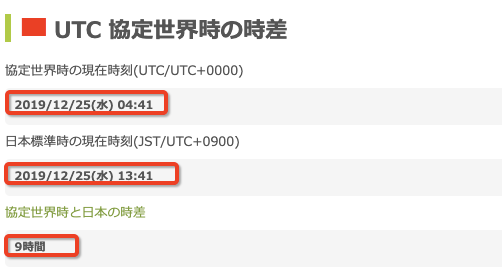 UTC 協定世界時の時差
協定世界時の現在時刻(UTC/UTC+0000)
2019/12/25(水) 04:41
日本標準時の現在時刻(JST/UTC+0900)
2019/12/25(水) 13:41
協定世界時と日本の時差
9時間